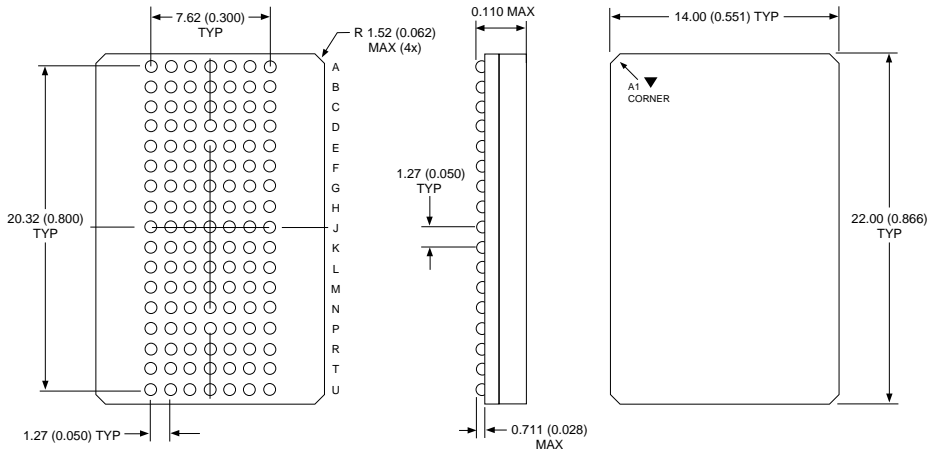 7.62 (0.300)
TYP
R 1.52 (0.062)
MAX (4x)
A
B
C
D
E
F
G
H
J
K
L
M
N
P
R
T
U
20.32 (0.800)
TYP
1.27 (0.050) TYP
0.110 MAX
1.27 (0.050)
TYP
0.711 (0.028)
MAX
14.00 (0.551) TYP
A1
CORNER
22.00 (0.866)
TYP